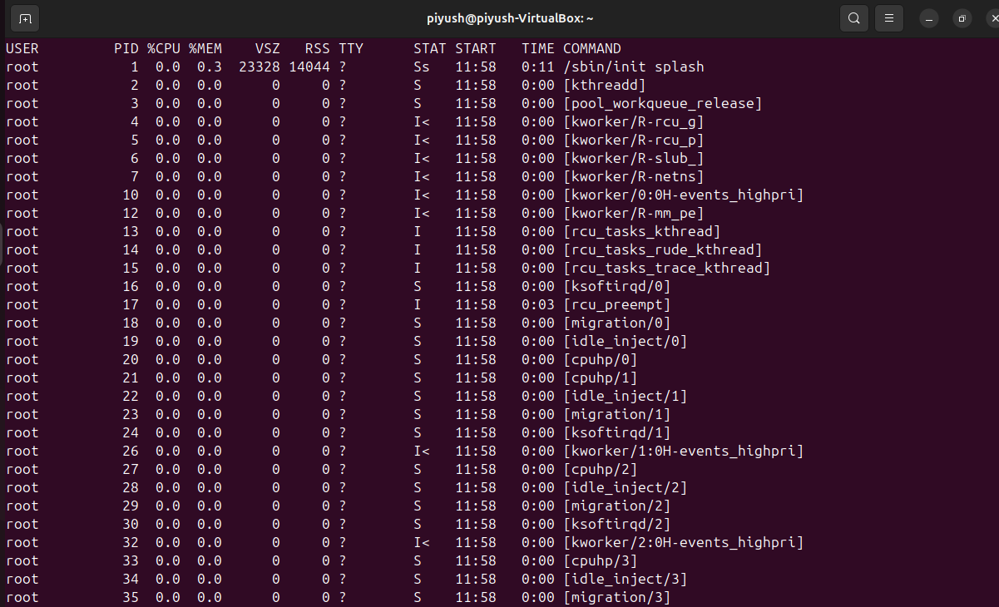 piyush@piyush-VirtualBox: ~
USER         PID %CPU %MEM    VSZ   RSS TTY      STAT START   TIME COMMAND
root           1  0.0  0.3  23328 14044 ?        Ss   11:58   0:11 /sbin/init splash
root           2  0.0  0.0      0     0 ?        S    11:58   0:00 [kthreadd]
root           3  0.0  0.0      0     0 ?        S    11:58   0:00 [pool_workqueue_release]
root           4  0.0  0.0      0     0 ?        I<   11:58   0:00 [kworker/R-rcu_g]
root           5  0.0  0.0      0     0 ?        I<   11:58   0:00 [kworker/R-rcu_p]
root           6  0.0  0.0      0     0 ?        I<   11:58   0:00 [kworker/R-slub_]
root           7  0.0  0.0      0     0 ?        I<   11:58   0:00 [kworker/R-netns]
root          10  0.0  0.0      0     0 ?        I<   11:58   0:00 [kworker/0:0H-events_highpri]
root          12  0.0  0.0      0     0 ?        I<   11:58   0:00 [kworker/R-mm_pe]
root          13  0.0  0.0      0     0 ?        I    11:58   0:00 [rcu_tasks_kthread]
root          14  0.0  0.0      0     0 ?        I    11:58   0:00 [rcu_tasks_rude_kthread]
root          15  0.0  0.0      0     0 ?        I    11:58   0:00 [rcu_tasks_trace_kthread]
root          16  0.0  0.0      0     0 ?        S    11:58   0:00 [ksoftirqd/0]
root          17  0.0  0.0      0     0 ?        I    11:58   0:03 [rcu_preempt]
root          18  0.0  0.0      0     0 ?        S    11:58   0:00 [migration/0]
root          19  0.0  0.0      0     0 ?        S    11:58   0:00 [idle_inject/0]
root          20  0.0  0.0      0     0 ?        S    11:58   0:00 [cpuhp/0]
root          21  0.0  0.0      0     0 ?        S    11:58   0:00 [cpuhp/1]
root          22  0.0  0.0      0     0 ?        S    11:58   0:00 [idle_inject/1]
root          23  0.0  0.0      0     0 ?        S    11:58   0:00 [migration/1]
root          24  0.0  0.0      0     0 ?        S    11:58   0:00 [ksoftirqd/1]
root          26  0.0  0.0      0     0 ?        I<   11:58   0:00 [kworker/1:0H-events_highpri]
root          27  0.0  0.0      0     0 ?        S    11:58   0:00 [cpuhp/2]
root          28  0.0  0.0      0     0 ?        S    11:58   0:00 [idle_inject/2]
root          29  0.0  0.0      0     0 ?        S    11:58   0:00 [migration/2]
root          30  0.0  0.0      0     0 ?        S    11:58   0:00 [ksoftirqd/2]
root          32  0.0  0.0      0     0 ?        I<   11:58   0:00 [kworker/2:0H-events_highpri]
root          33  0.0  0.0      0     0 ?        S    11:58   0:00 [cpuhp/3]
root          34  0.0  0.0      0     0 ?        S    11:58   0:00 [idle_inject/3]
root          35  0.0  0.0      0     0 ?        S    11:58   0:00 [migration/3]